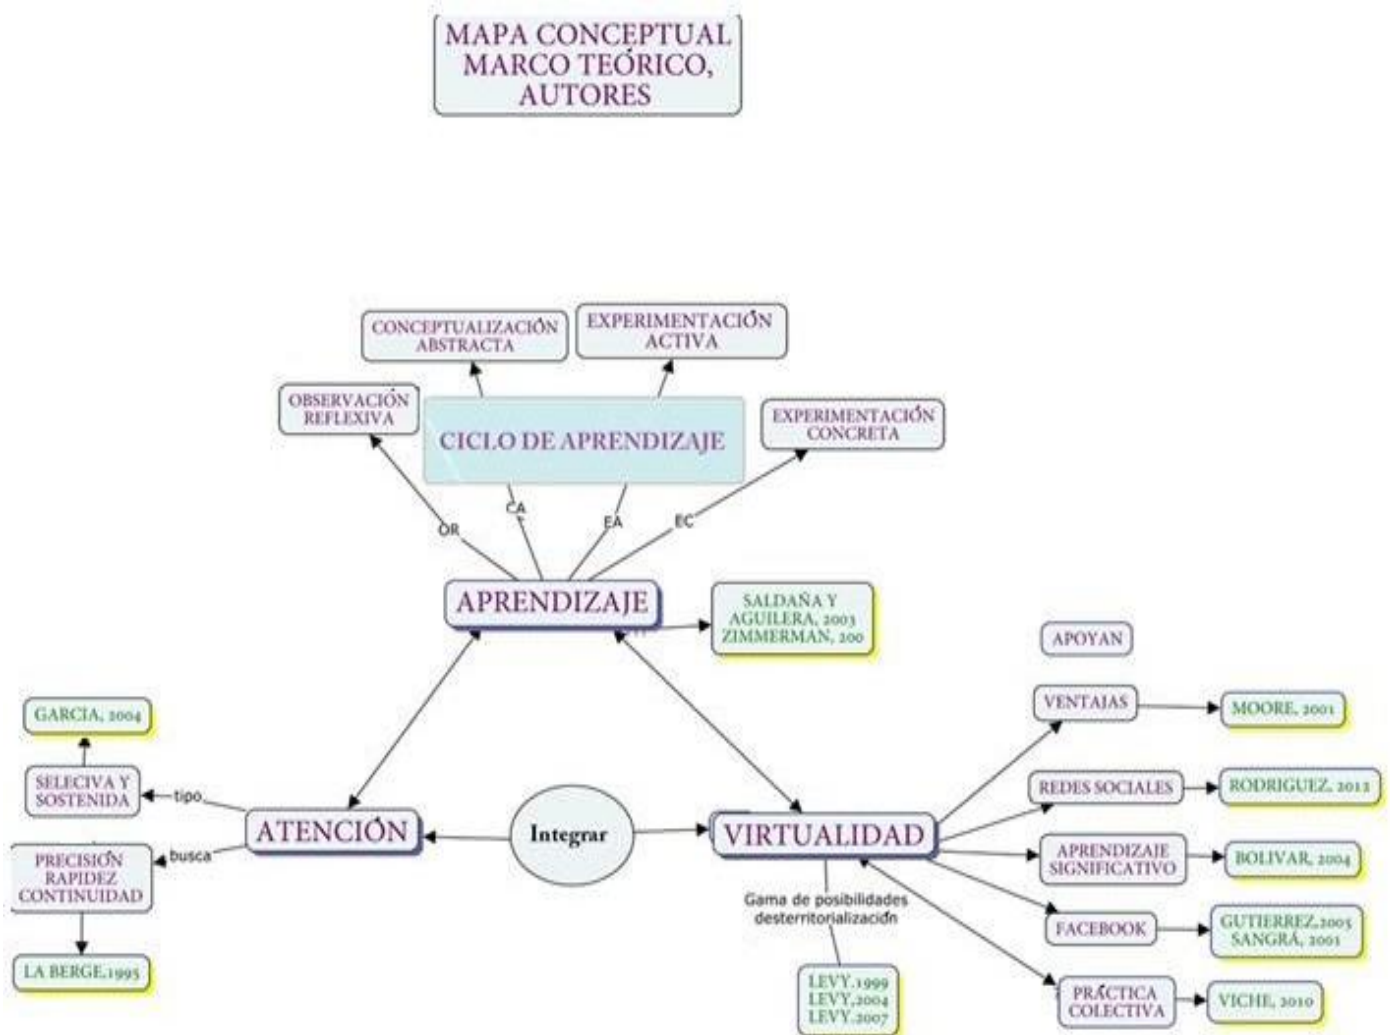 MAPA CONCEPTUAL
MARCO TEÓRICO,
AUTORES
CONCEPTUALIZACIÓN
ABSTRACTA
EXPERIMENTACIÓN
ACTIVA
OBSERVACIÓN
REFLEXIVA
CICLO DE APRENDIZAJE
EXPERIMENTACIÓN
CONCRETA
OR
CA
EA
EC
APRENDIZAJE
SALDAÑA Y
AGUILERA, 2003
ZIMMERMAN, 200
APOYAN
GARCIA, 2004
VENTAJAS
MOORE, 2001
SELECIVA Y
SOSTENIDA
tipo
REDES SOCIALES
RODRIGUEZ, 2012
ATENCIÓN
Integrar
VIRTUALIDAD
busca
PRECISIÓN
RAPIDEZ
CONTINUIDAD
APRENDIZAJE
SIGNIFICATIVO
BOLIVAR, 2004
Gama de posibilidades
desterritorialización
FACEBOOK
GUTIERREZ,2005
SANGRÁ, 2001
LA BERGE,1995
LEVY.1999
LEVY,2004
LEVY.2007
PRÁCTICA
COLECTIVA
VICHE, 2010